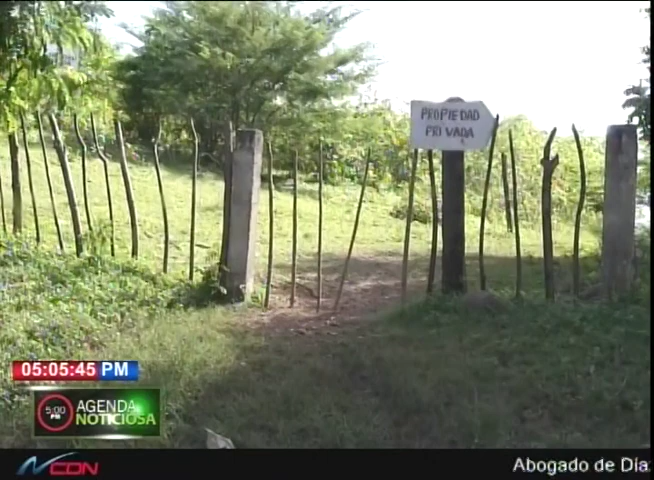 PROPIEDAD
PRIVADA
05:05:45 PM
5:00
PM
AGENDA
NOTICIOSA
CDN
Abogado de Día